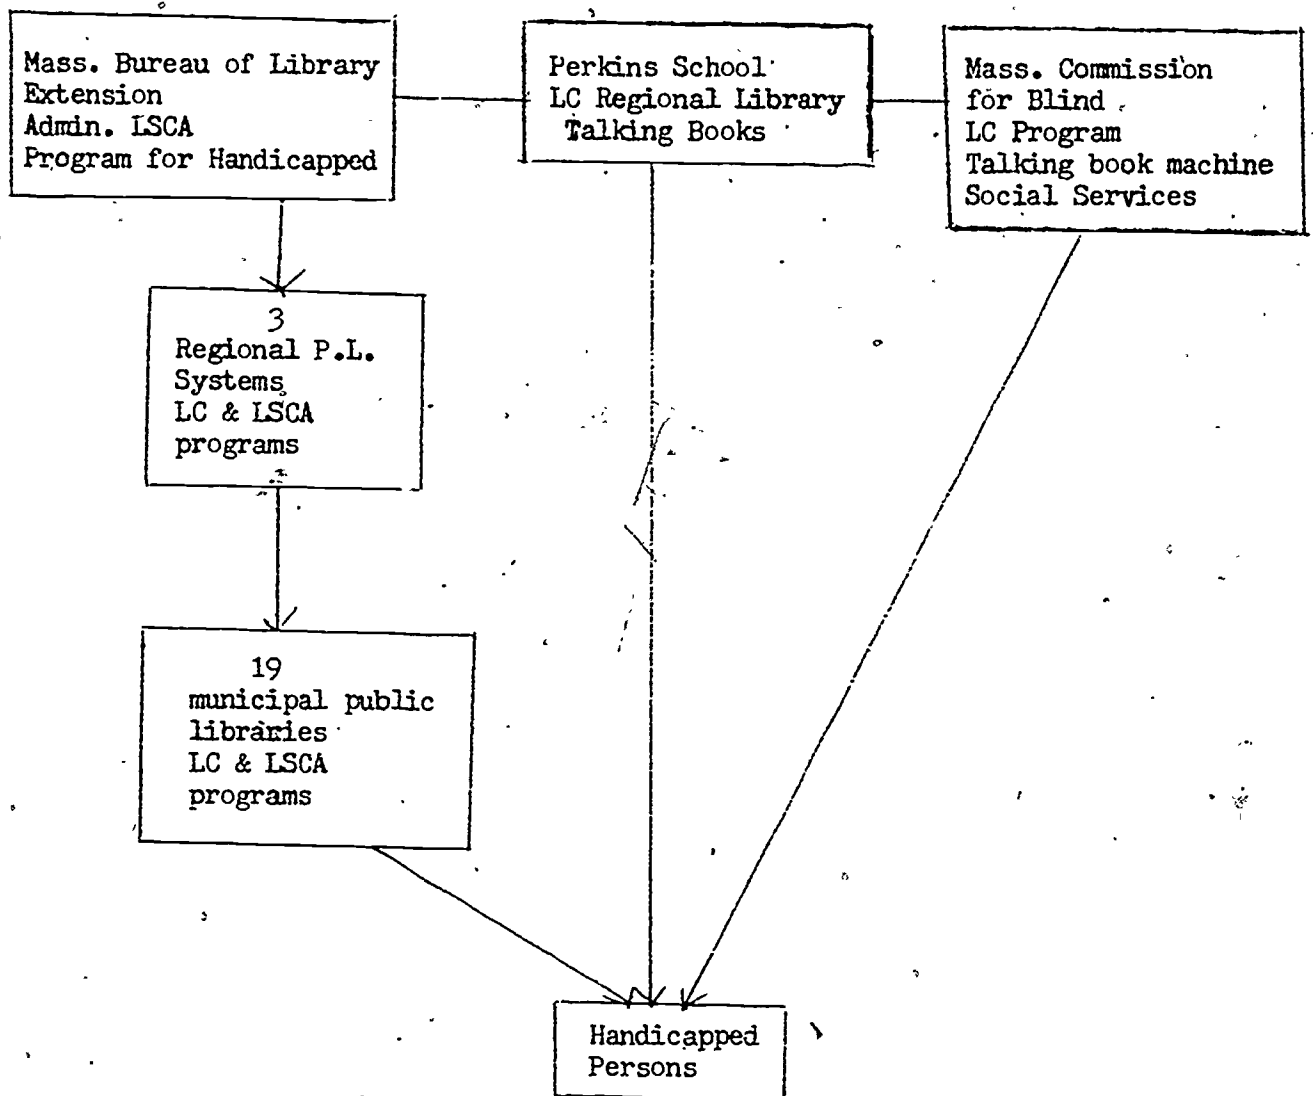 Mass. Bureau of Library
Extension
Admin. LSCA
Program for Handicapped
Perkins School
LC Regional Library
Talking Books
Mass. Commission
for Blind
LC Program
Talking book machine
Social Services
3
Regional P.L.
Systems
LC & LSCA
programs
19
municipal public
libraries
LC & LSCA
programs
Handicapped
Persons